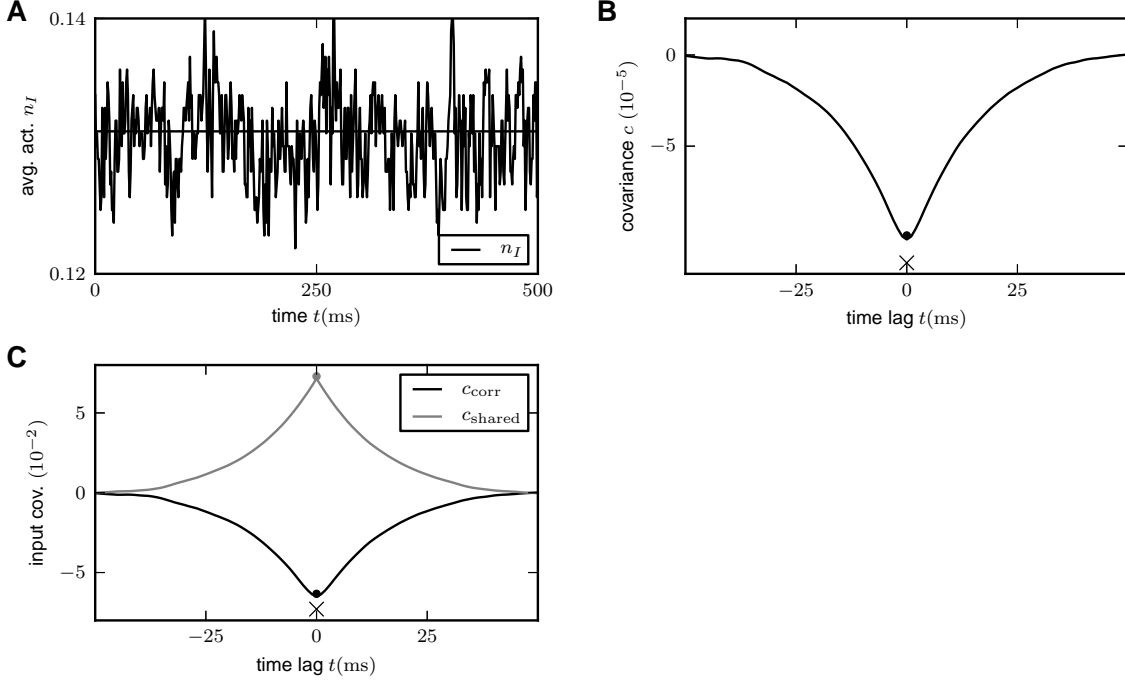 A
avg. act. n_I
0.14
0.12
n_I
0
250
500
time t(ms)
B
covariance c (10^−5)
0
−5
−25
0
25
time lag t(ms)
C
input cov. (10^−2)
5
0
−5
c_corr
c_shared
−25
0
25
time lag t(ms)